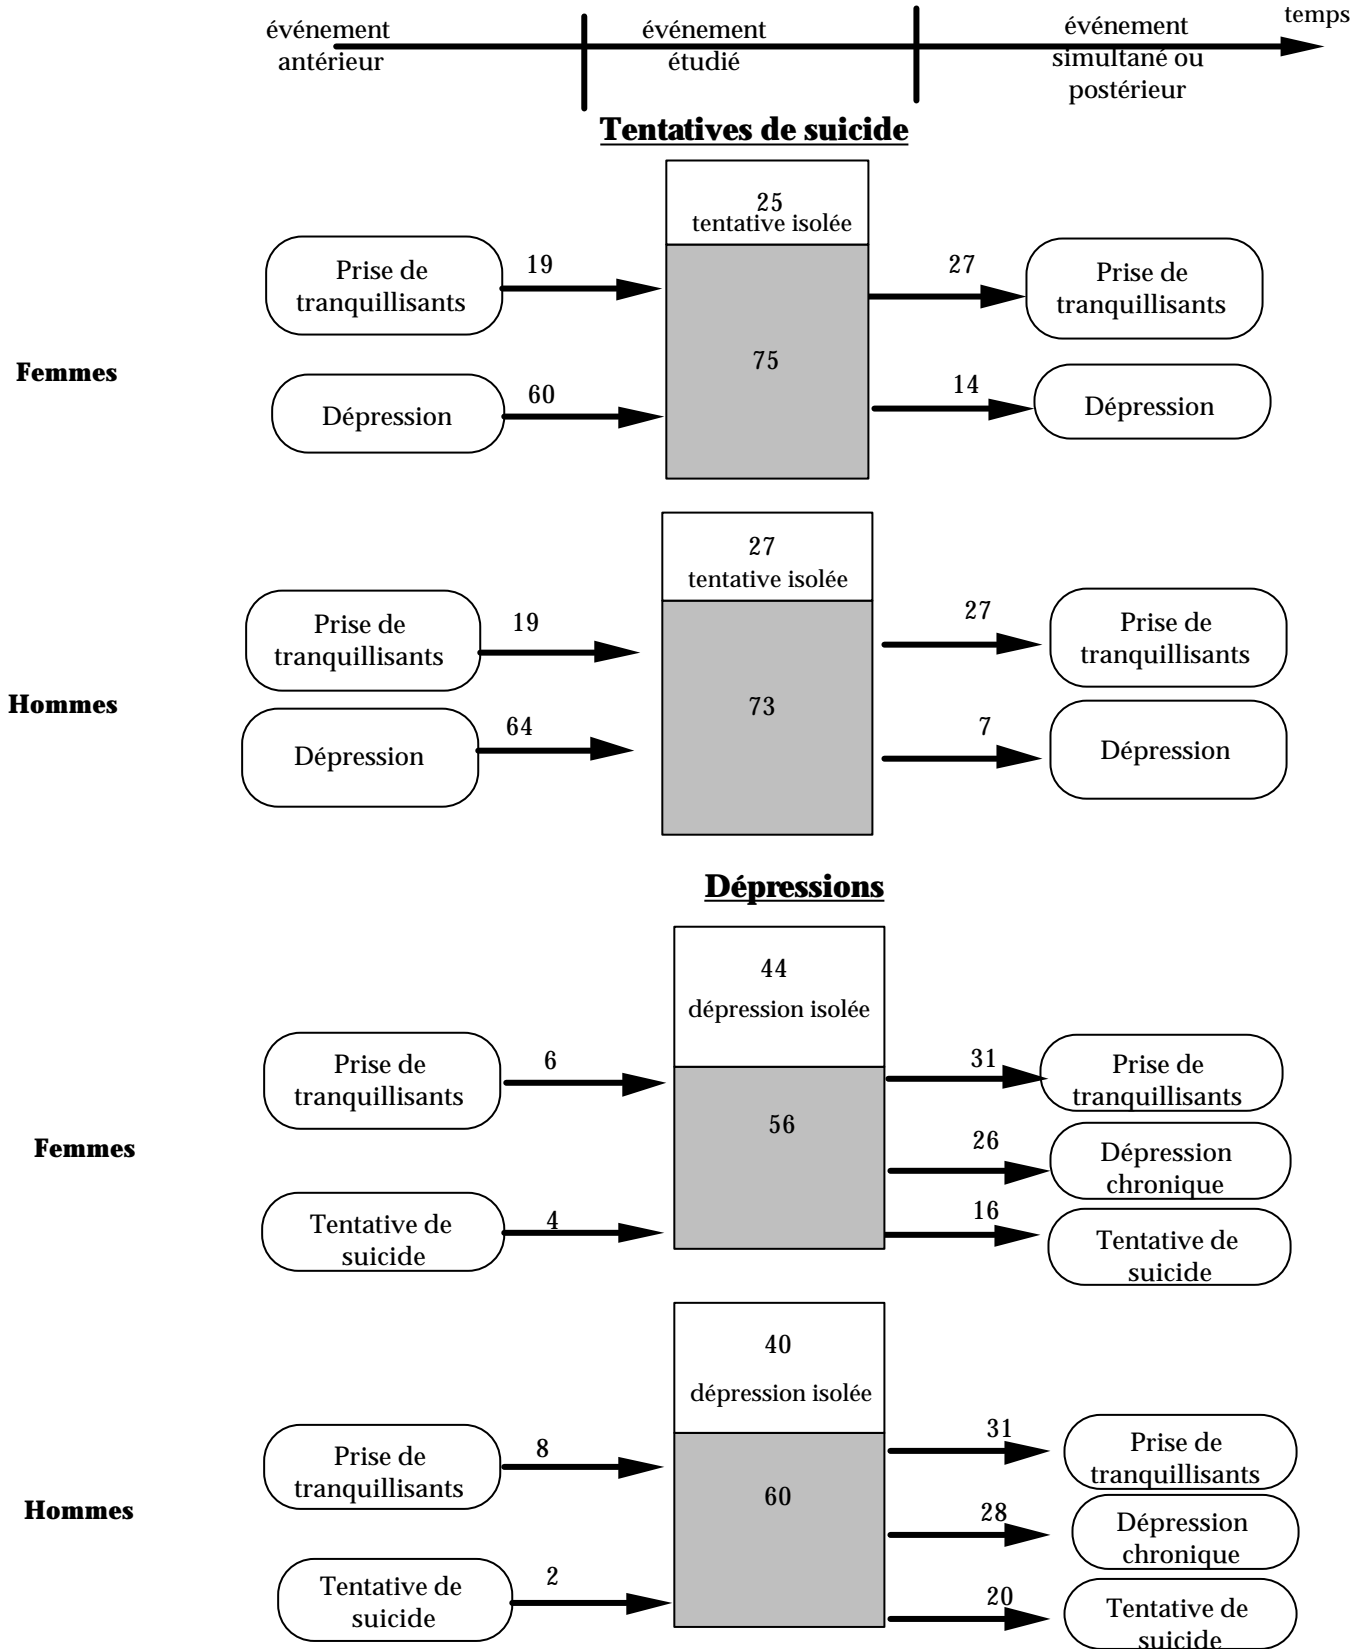 temps
événement
antérieur
événement
étudié
événement
simultané ou
postérieur
Tentatives de suicide
25
tentative isolée
Prise de
tranquillisants
19
27
Prise de
tranquillisants
Femmes
75
Dépression
60
14
Dépression
27
tentative isolée
Prise de
tranquillisants
19
27
Prise de
tranquillisants
Hommes
73
Dépression
64
7
Dépression
Dépressions
44
dépression isolée
Prise de
tranquillisants
6
31
Prise de
tranquillisants
56
Femmes
26
Dépression
chronique
Tentative de
suicide
4
16
Tentative de
suicide
40
dépression isolée
Prise de
tranquillisants
8
31
Prise de
tranquillisants
60
Hommes
28
Dépression
chronique
Tentative de
suicide
2
20
Tentative de
suicide